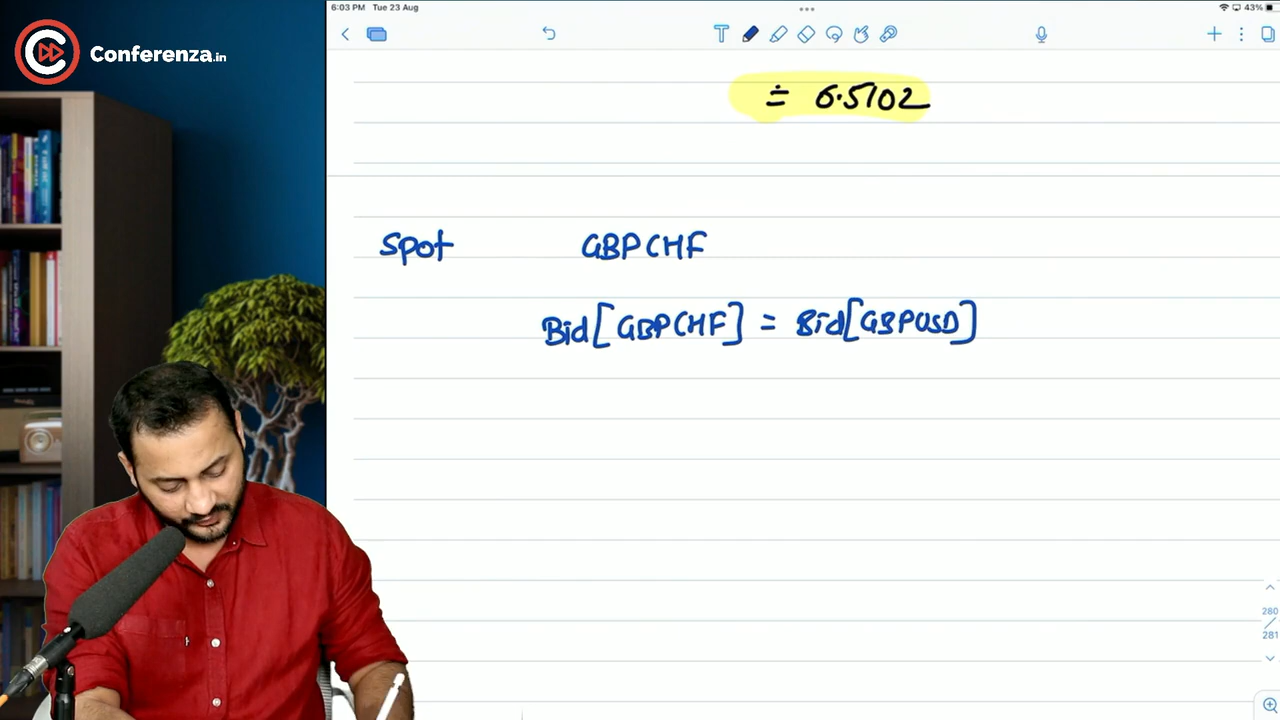 6:03 PM Tue 23 Aug
43%
Conferenza.in
= 6.5102
Spot GBPCHF
Bid[GBPCHF] = Bid[GBPUSD]
280
281